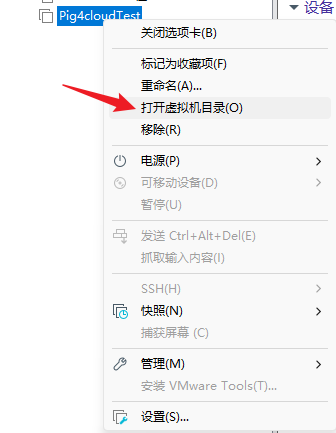 Pig4cloudTest
设备
关闭选项卡(B)
标记为收藏项(F)
重命名(A)...
打开虚拟机目录(O)
移除(R)
电源(P)
可移动设备(D)
暂停(U)
发送 Ctrl+Alt+Del(E)
抓取输入内容(I)
SSH(H)
快照(N)
捕获屏幕 (C)
管理(M)
安装 VMware Tools(T)...
设置(S)...